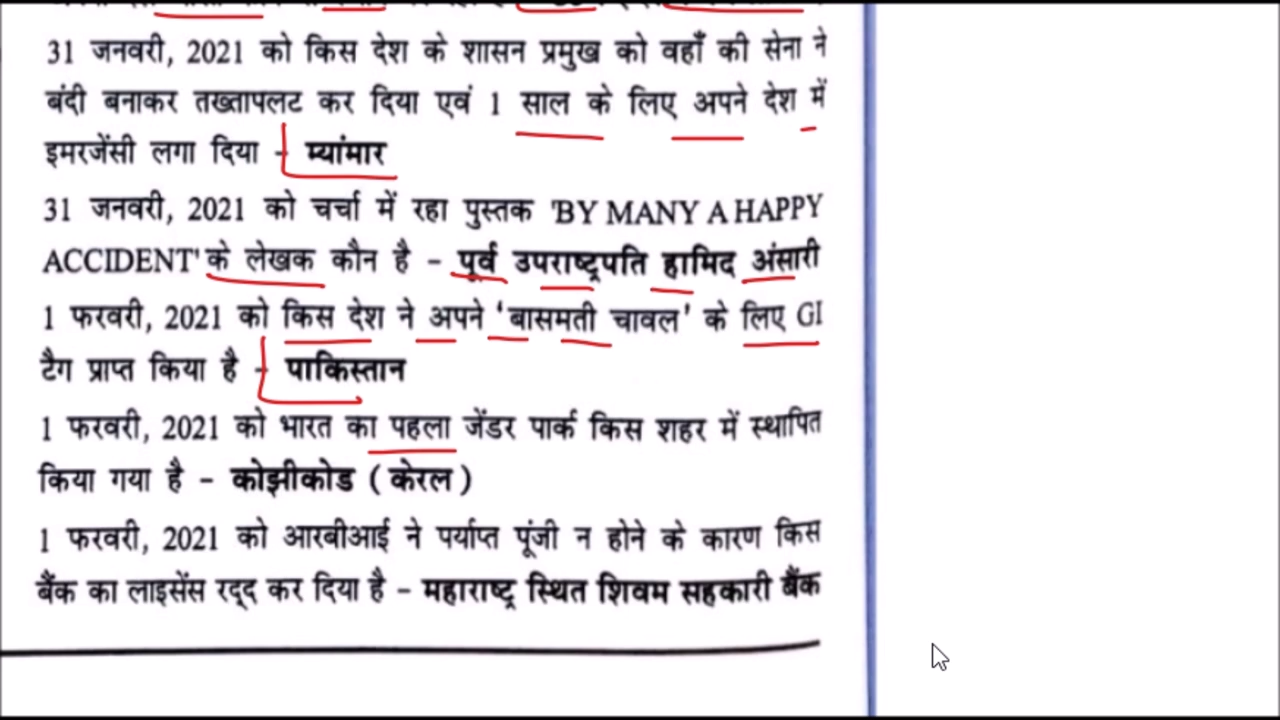 31 जनवरी, 2021 को किस देश के शासन प्रमुख को वहाँ की सेना ने
बंदी बनाकर तख्तापलट कर दिया एवं 1 साल के लिए अपने देश में
इमरजेंसी लगा दिया - म्यांमार
31 जनवरी, 2021 को चर्चा में रहा पुस्तक 'BY MANY A HAPPY
ACCIDENT' के लेखक कौन है - पूर्व उपराष्ट्रपति हामिद अंसारी
1 फरवरी, 2021 को किस देश ने अपने 'बासमती चावल' के लिए GI
टैग प्राप्त किया है - पाकिस्तान
1 फरवरी, 2021 को भारत का पहला जेंडर पार्क किस शहर में स्थापित
किया गया है - कोझीकोड (केरल)
1 फरवरी, 2021 को आरबीआई ने पर्याप्त पूंजी न होने के कारण किस
बैंक का लाइसेंस रद्द कर दिया है - महाराष्ट्र स्थित शिवम सहकारी बैंक